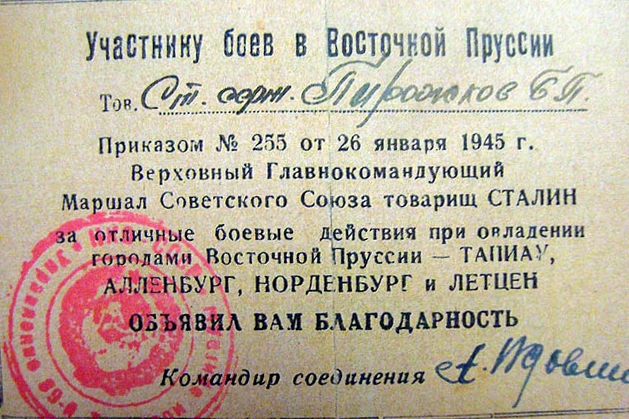 Участнику боев в Восточной Пруссии
Тов. Ст. серж. Пирожков Б П.
Приказом № 255 от 26 января 1945 г.
Верховный Главнокомандующий
Маршал Советского Союза товарищ СТАЛИН
за отличные боевые действия при овладении
городами Восточной Пруссии — ТАПИАУ,
АЛЛЕНБУРГ, НОРДЕНБУРГ и ЛЕТЦЕН
ОБЪЯВИЛ ВАМ БЛАГОДАРНОСТЬ
Командир соединения